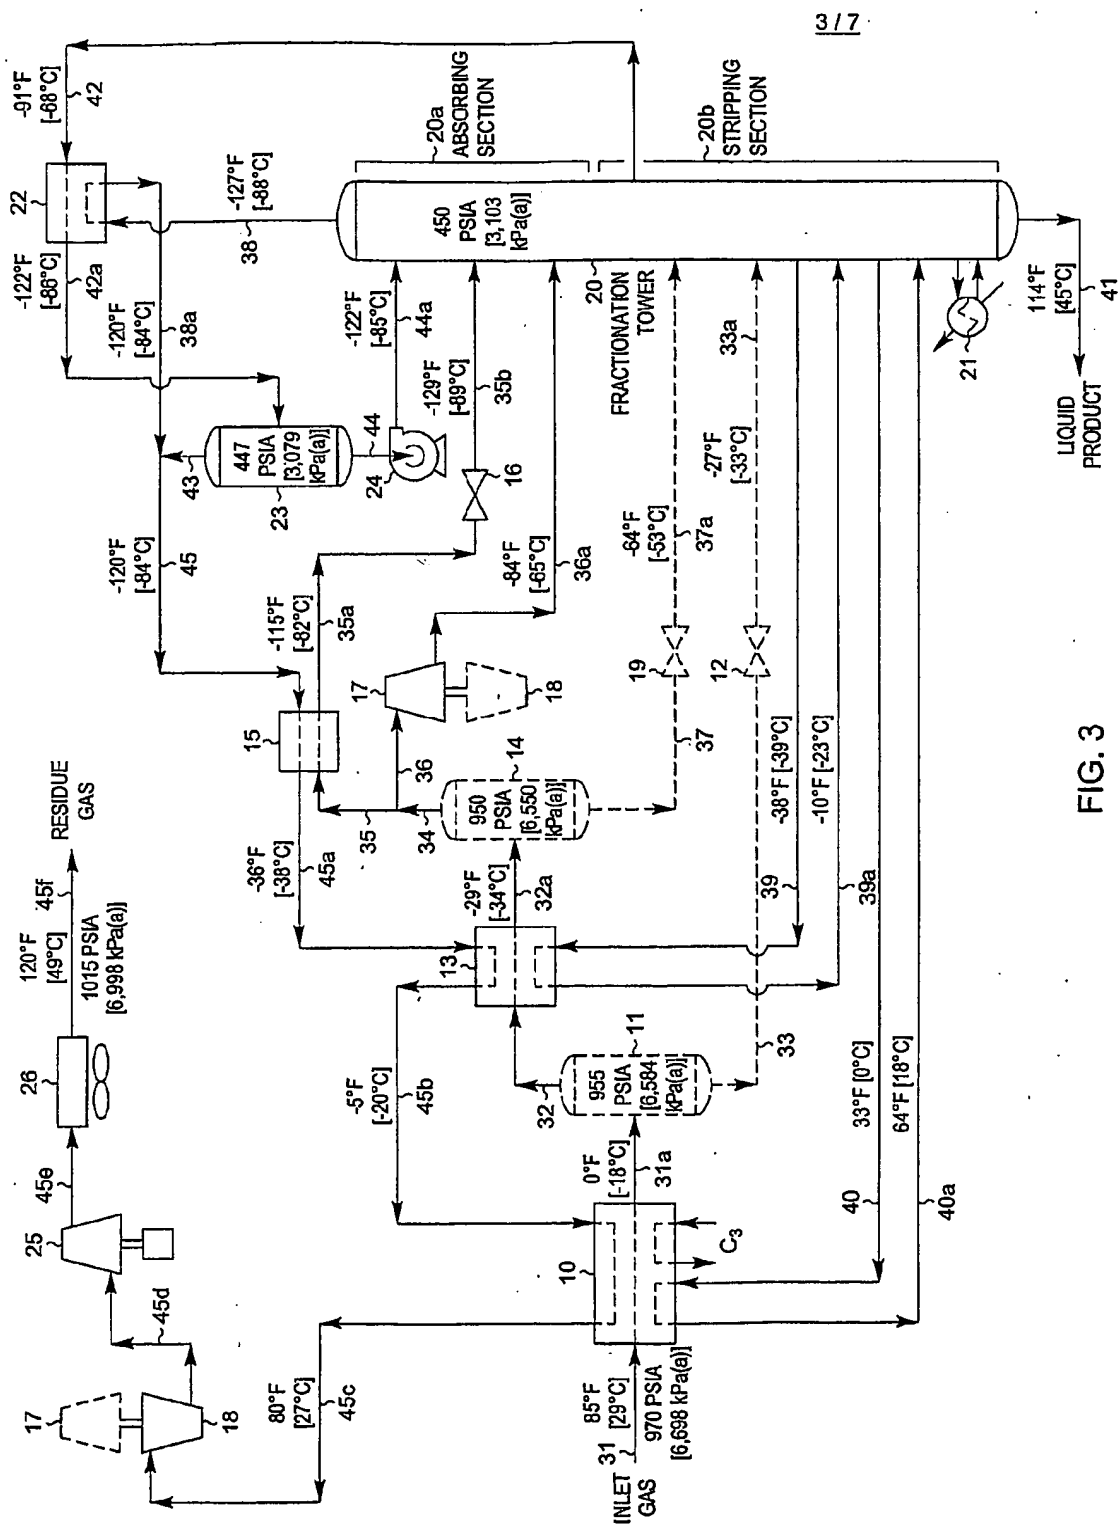 3 / 7
-91°F
[-68°C]
42
22
-127°F
[-88°C]
38
-122°F
[-86°C]
42a
-120°F
[-84°C]
38a
20a
ABSORBING
SECTION
20b
STRIPPING
SECTION
450
PSIA
[3,103
kPa(a)]
20
FRACTIONATION
TOWER
447
PSIA
[3,079
kPa(a)]
43
23
44
24
-122°F
[-85°C]
44a
-129°F
[-89°C]
35b
16
-120°F
[-84°C]
45
-115°F
[-82°C]
35a
-84°F
[-65°C]
36a
-64°F
[-53°C]
37a
-27°F
[-33°C]
33a
21
114°F
[45°C]
41
LIQUID
PRODUCT
15
17
18
36
35
34
14
950
PSIA
[6,550
kPa(a)]
19
37
12
-38°F [-39°C]
-10°F [-23°C]
39
39a
RESIDUE
GAS
45f
120°F
[49°C]
1015 PSIA
[6,998 kPa(a)]
-36°F
[-38°C]
45a
-29°F
[-34°C]
32a
13
26
45e
25
45d
17
18
-5°F
[-20°C]
45b
11
955
PSIA
[6,584
kPa(a)]
32
33
0°F
[-18°C]
31a
10
C3
33°F [0°C]
64°F [18°C]
40
40a
80°F
[27°C]
45c
85°F
[29°C]
31
970 PSIA
[6,698 kPa(a)]
INLET
GAS
FIG. 3